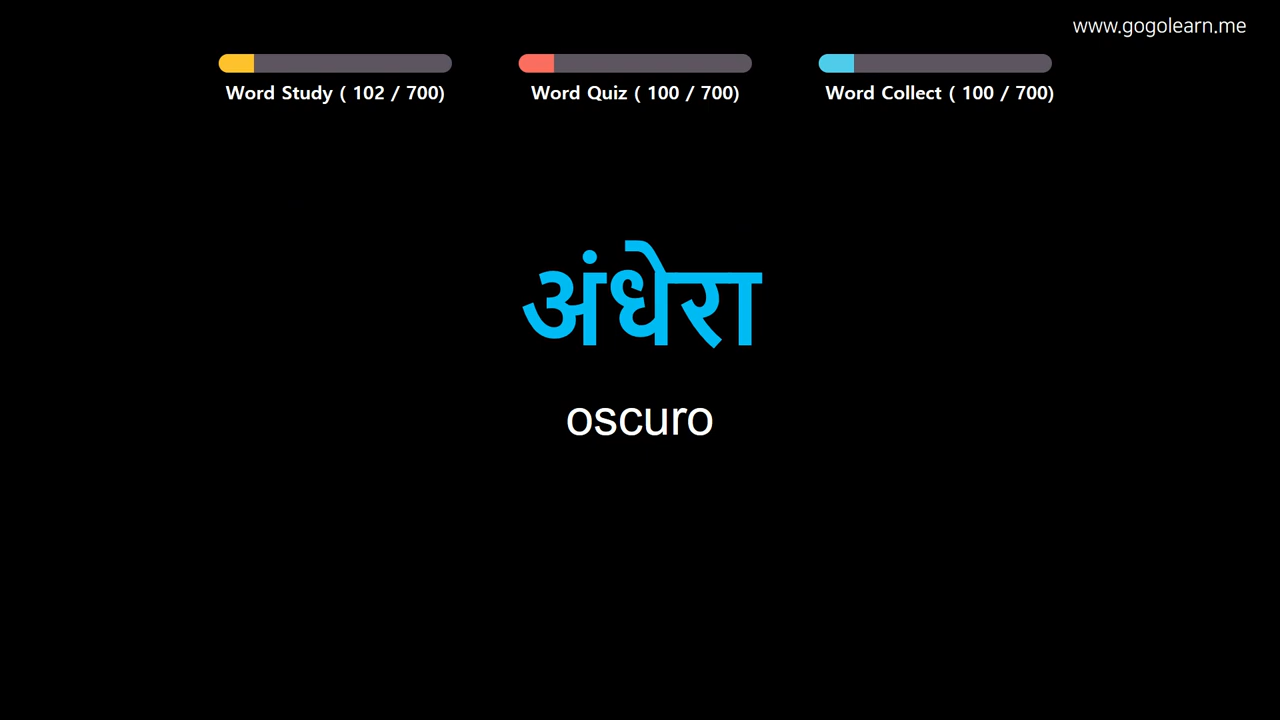 www.gogolearn.me
Word Study ( 102 / 700)
Word Quiz ( 100 / 700)
Word Collect ( 100 / 700)
अंधेरा
oscuro